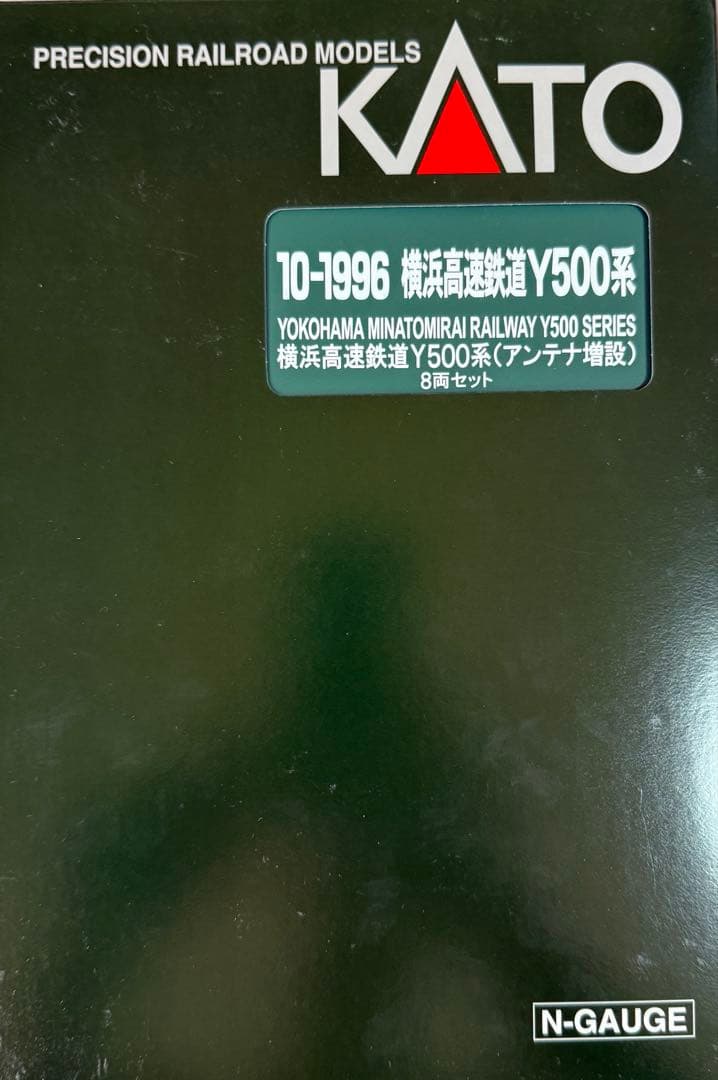 PRECISION RAILROAD MODELS
KATO
10-1996 横浜高速鉄道Y500系
YOKOHAMA MINATOMIRAI RAILWAY Y500 SERIES
横浜高速鉄道Y500系(アンテナ増設)
8両セット
N-GAUGE